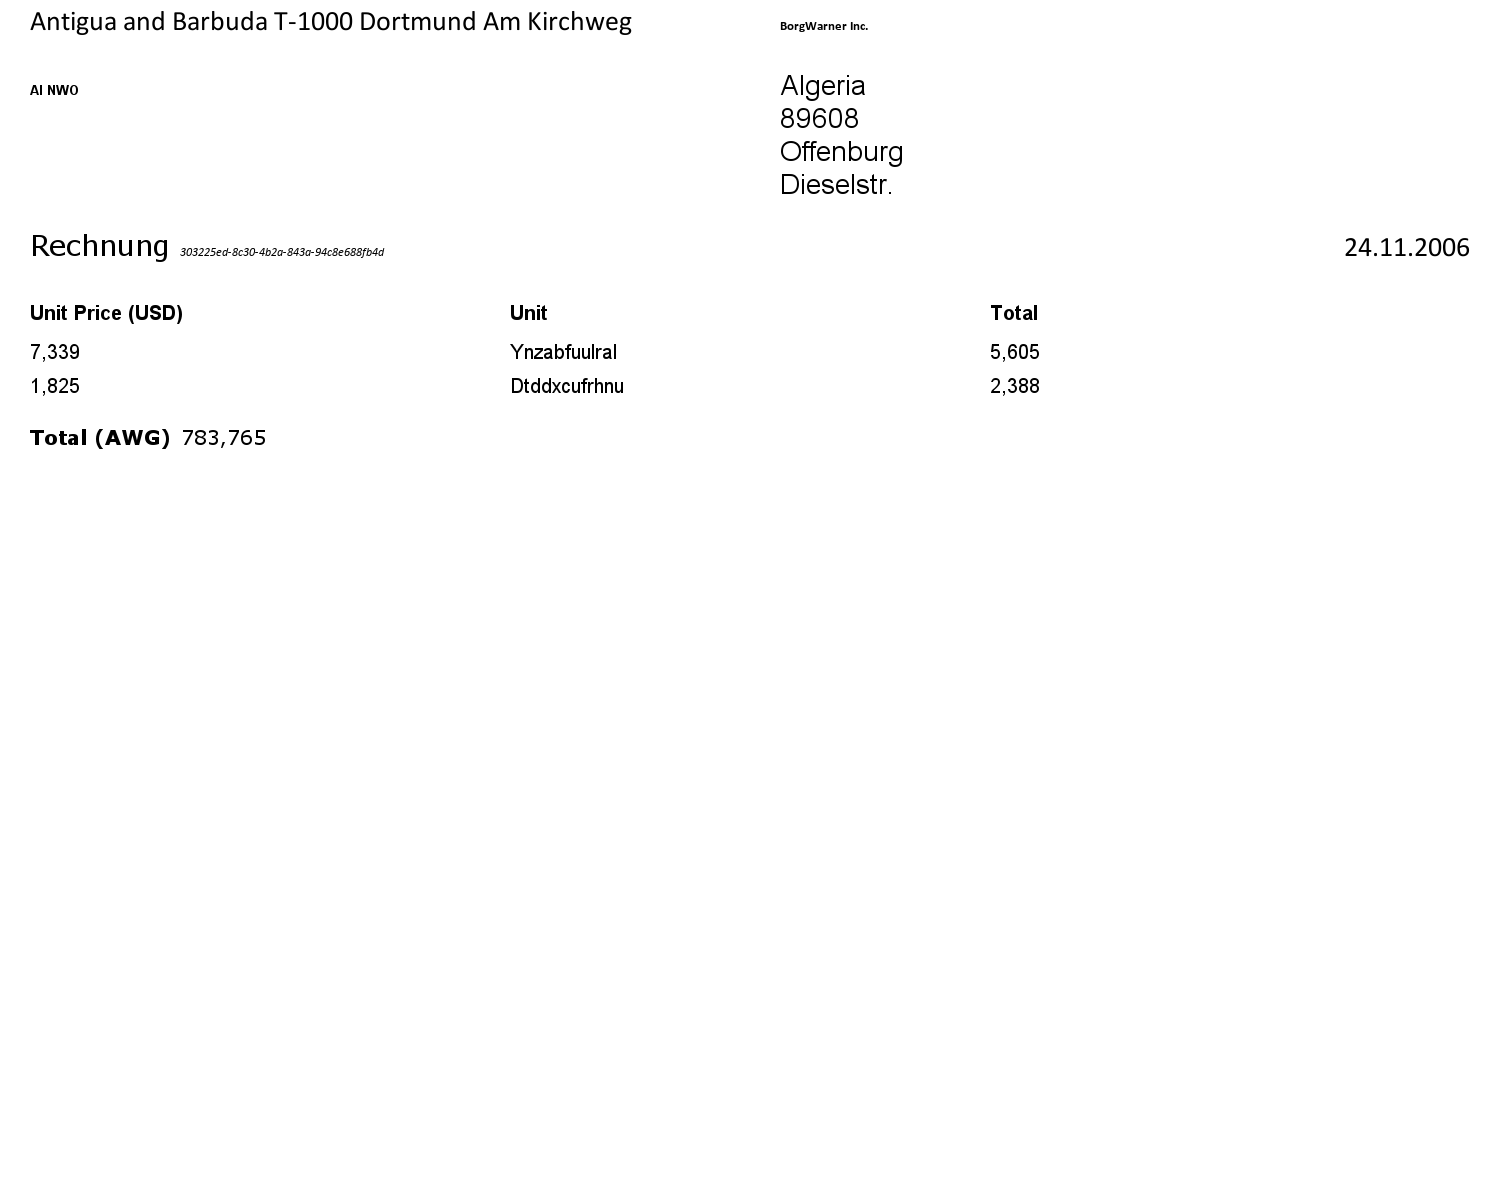 Antigua and Barbuda T-1000 Dortmund Am Kirchweg
BorgWarner Inc.
AI NWO
Algeria
89608
Offenburg
Dieselstr.
Rechnung 303225ed-8c30-4b2a-843a-94c8e688fb4d
24.11.2006
Unit Price (USD) Unit Total
7,339 Ynzabfuulral 5,605
1,825 Dtddxcufrhnu 2,388
Total (AWG) 783,765